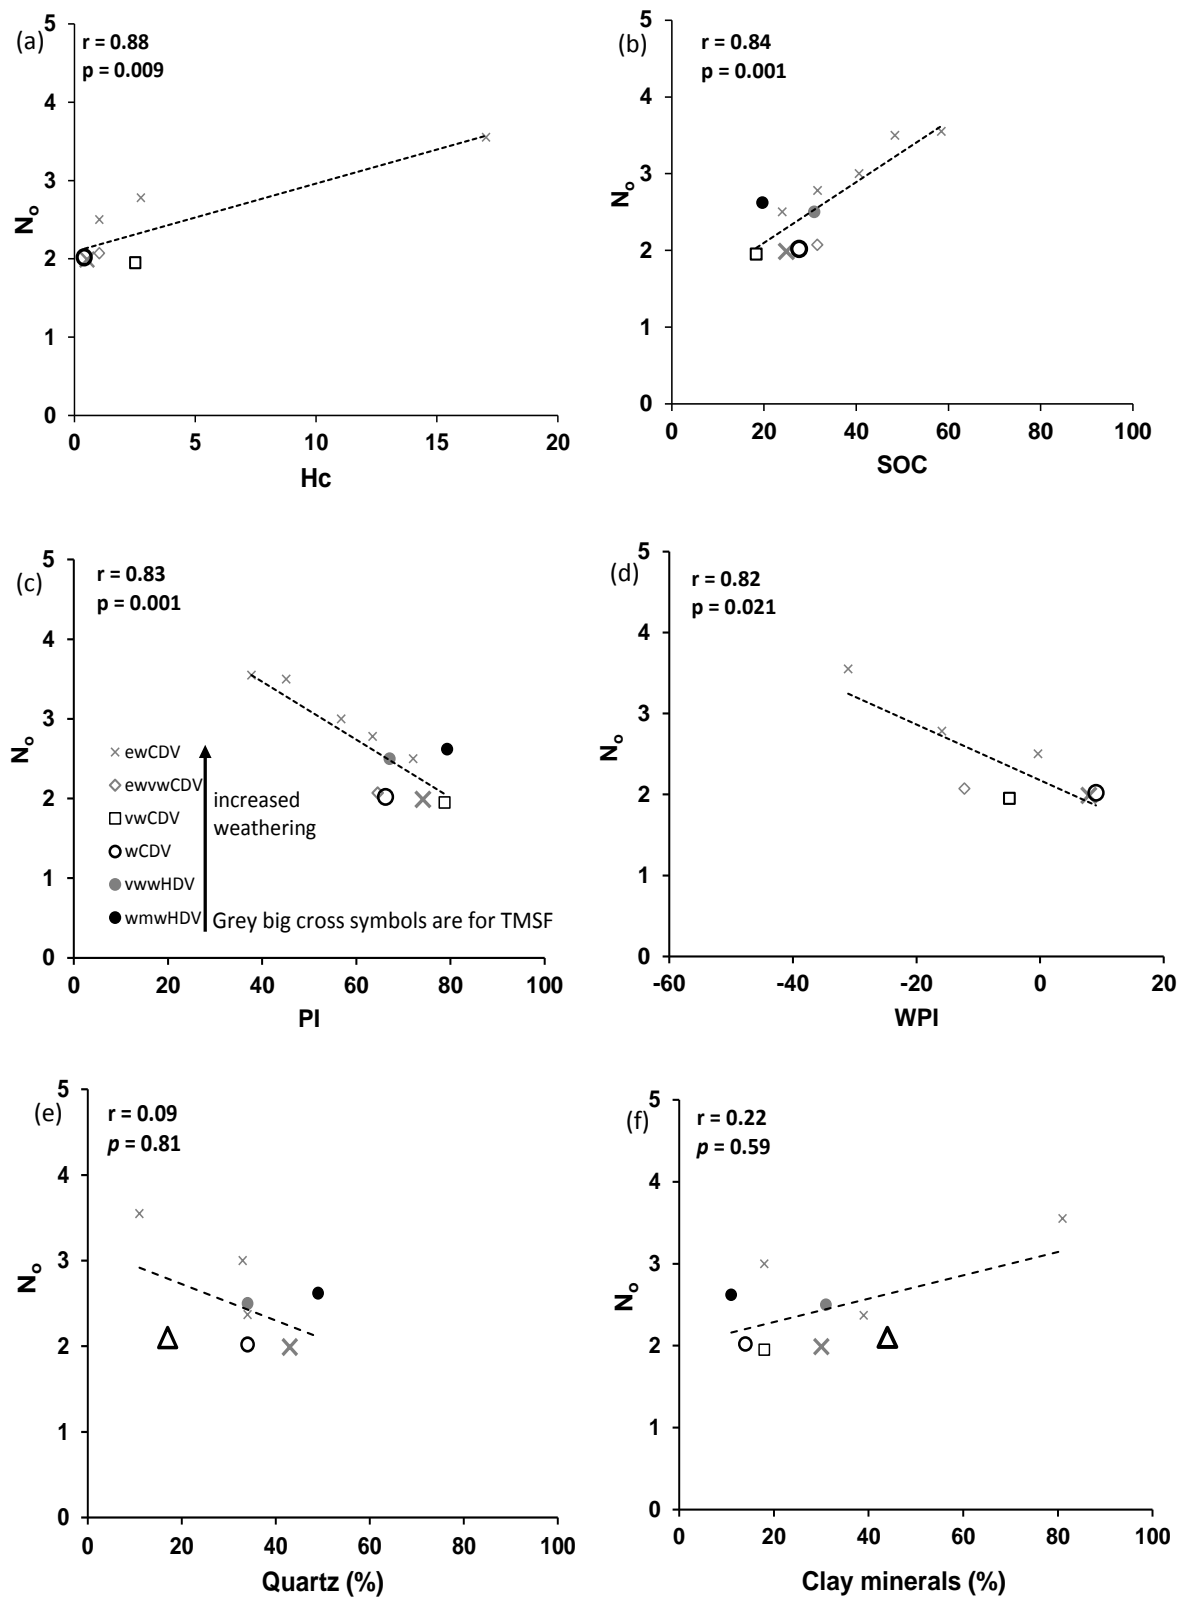 (a)
r = 0.88
p = 0.009
5
4
3
2
1
0
No
0 5 10 15 20
Hc
(b)
r = 0.84
p = 0.001
5
4
3
2
1
0
No
0 20 40 60 80 100
SOC
(c)
r = 0.83
p = 0.001
5
4
3
2
1
0
No
ewCDV
ewvwCDV
vwCDV
wCDV
vwwHDV
wmwHDV
increased
weathering
Grey big cross symbols are for TMSF
0 20 40 60 80 100
PI
(d)
r = 0.82
p = 0.021
5
4
3
2
1
0
No
-60 -40 -20 0 20
WPI
(e)
r = 0.09
p = 0.81
5
4
3
2
1
0
No
0 20 40 60 80 100
Quartz (%)
(f)
r = 0.22
p = 0.59
5
4
3
2
1
0
No
0 20 40 60 80 100
Clay minerals (%)